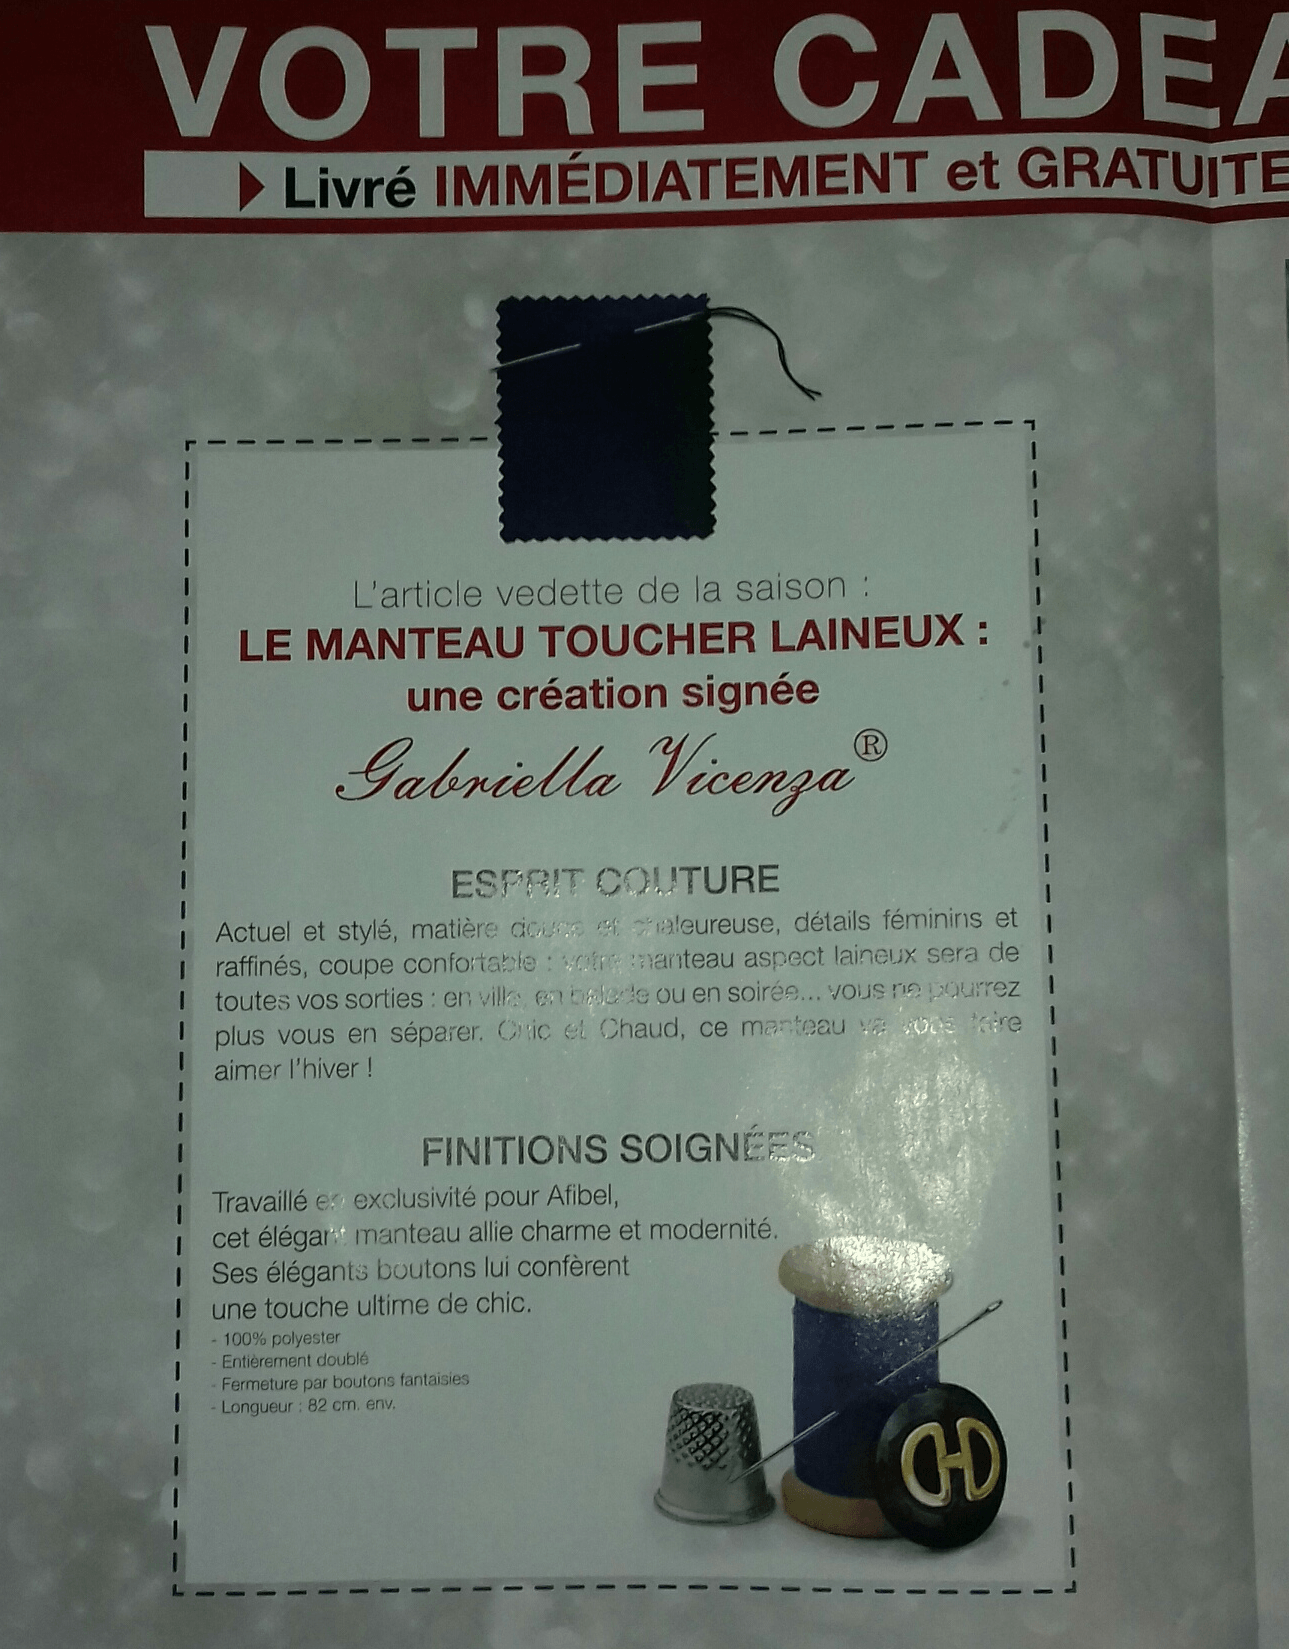 VOTRE CADEA
Livré IMMÉDIATEMENT et GRATUITE
L'article vedette de la saison :
LE MANTEAU TOUCHER LAINEUX :
une création signée
Gabriella Vicenza®
ESPRIT COUTURE
Actuel et stylé, matière douce et chaleureuse, détails féminins et
raffinés, coupe confortable : votre manteau aspect laineux sera de
toutes vos sorties : en ville, en balade ou en soirée... vous ne pourrez
plus vous en séparer. Chic et Chaud, ce manteau va vous faire
aimer l'hiver !
FINITIONS SOIGNÉES
Travaillé en exclusivité pour Afibel,
cet élégant manteau allie charme et modernité.
Ses élégants boutons lui confèrent
une touche ultime de chic.
- 100% polyester
- Entièrement doublé
- Fermeture par boutons fantaisies
- Longueur : 82 cm. env.